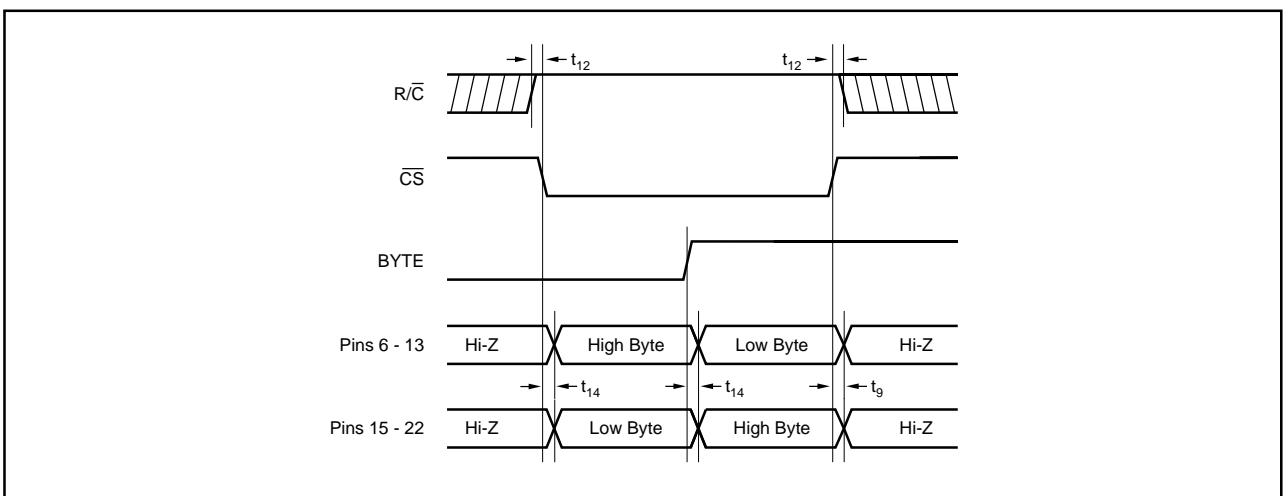 t12 t12
R/C̅
C̅S̅
BYTE
Pins 6 - 13 Hi-Z High Byte Low Byte Hi-Z
t14 t14 t9
Pins 15 - 22 Hi-Z Low Byte High Byte Hi-Z